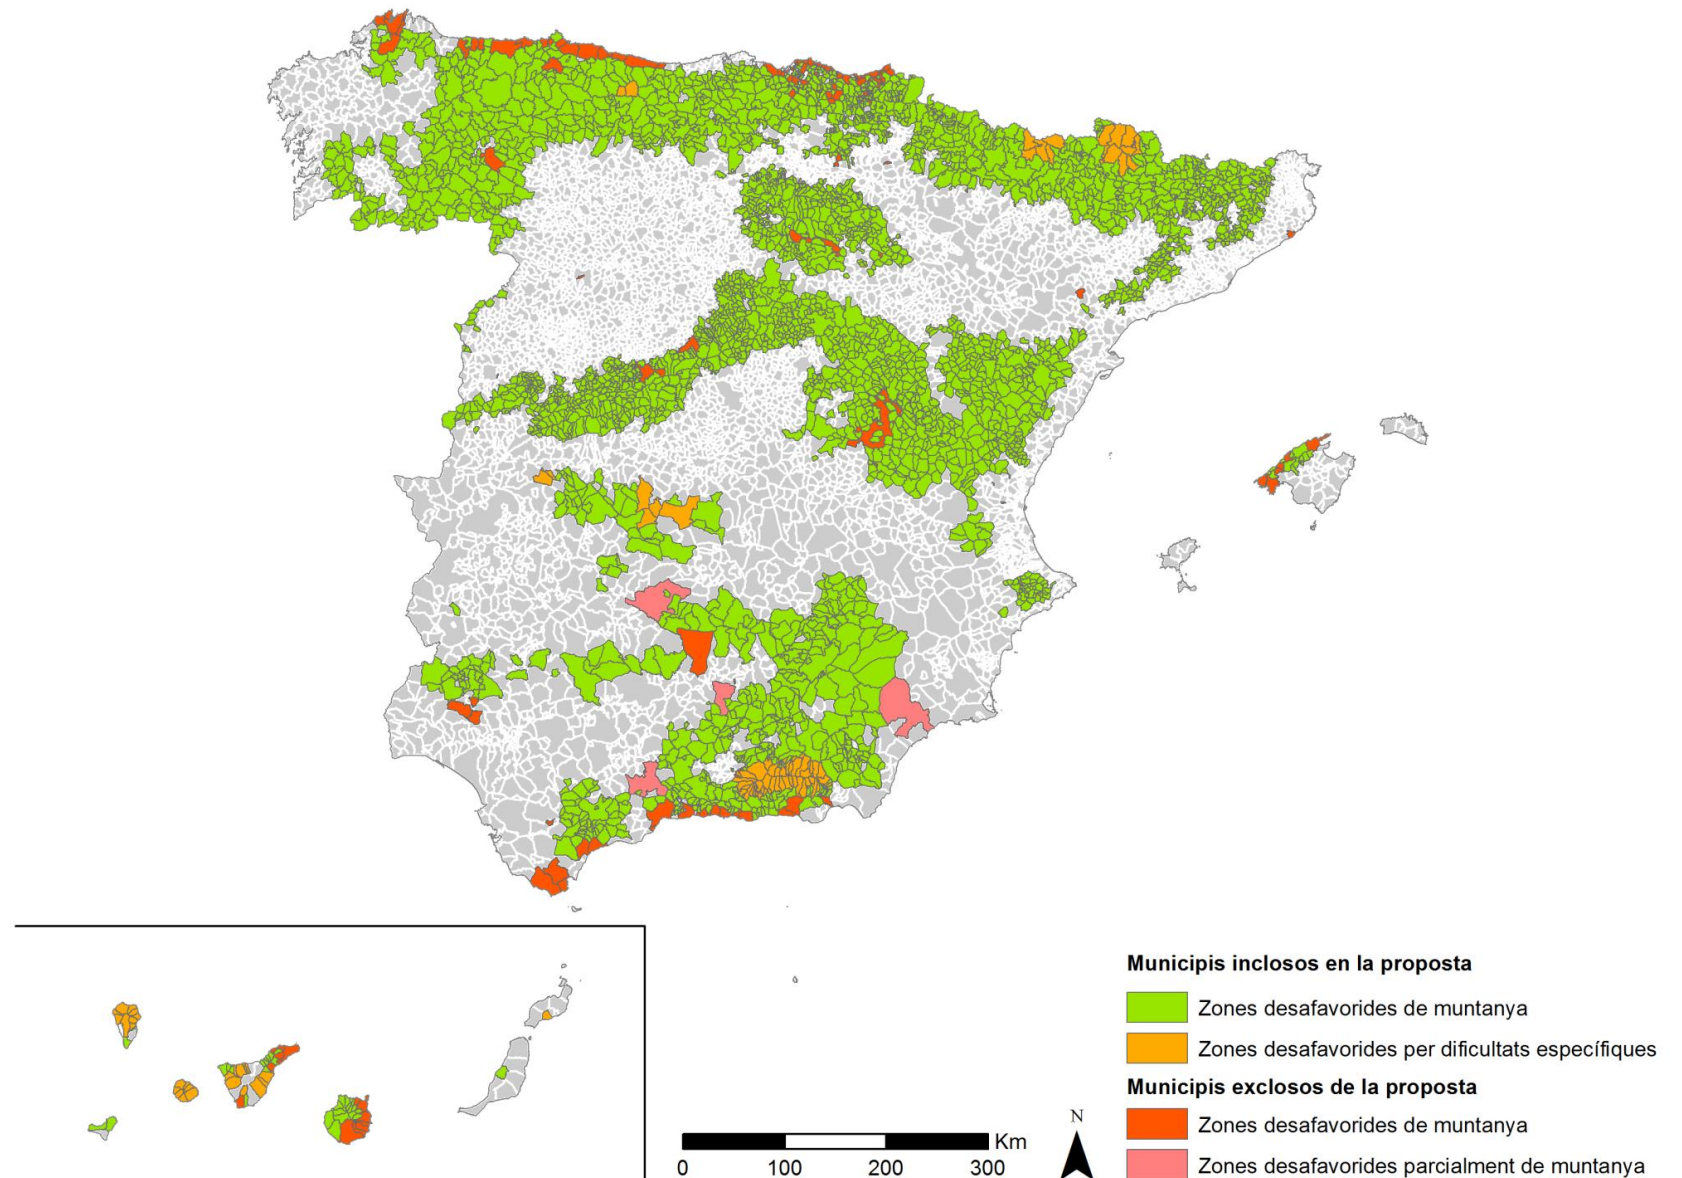 Municipis inclosos en la proposta
Zones desafavorides de muntanya
Zones desafavorides per dificultats específiques
Municipis exclosos de la proposta
Zones desafavorides de muntanya
Zones desafavorides parcialment de muntanya
N
Km
0 100 200 300